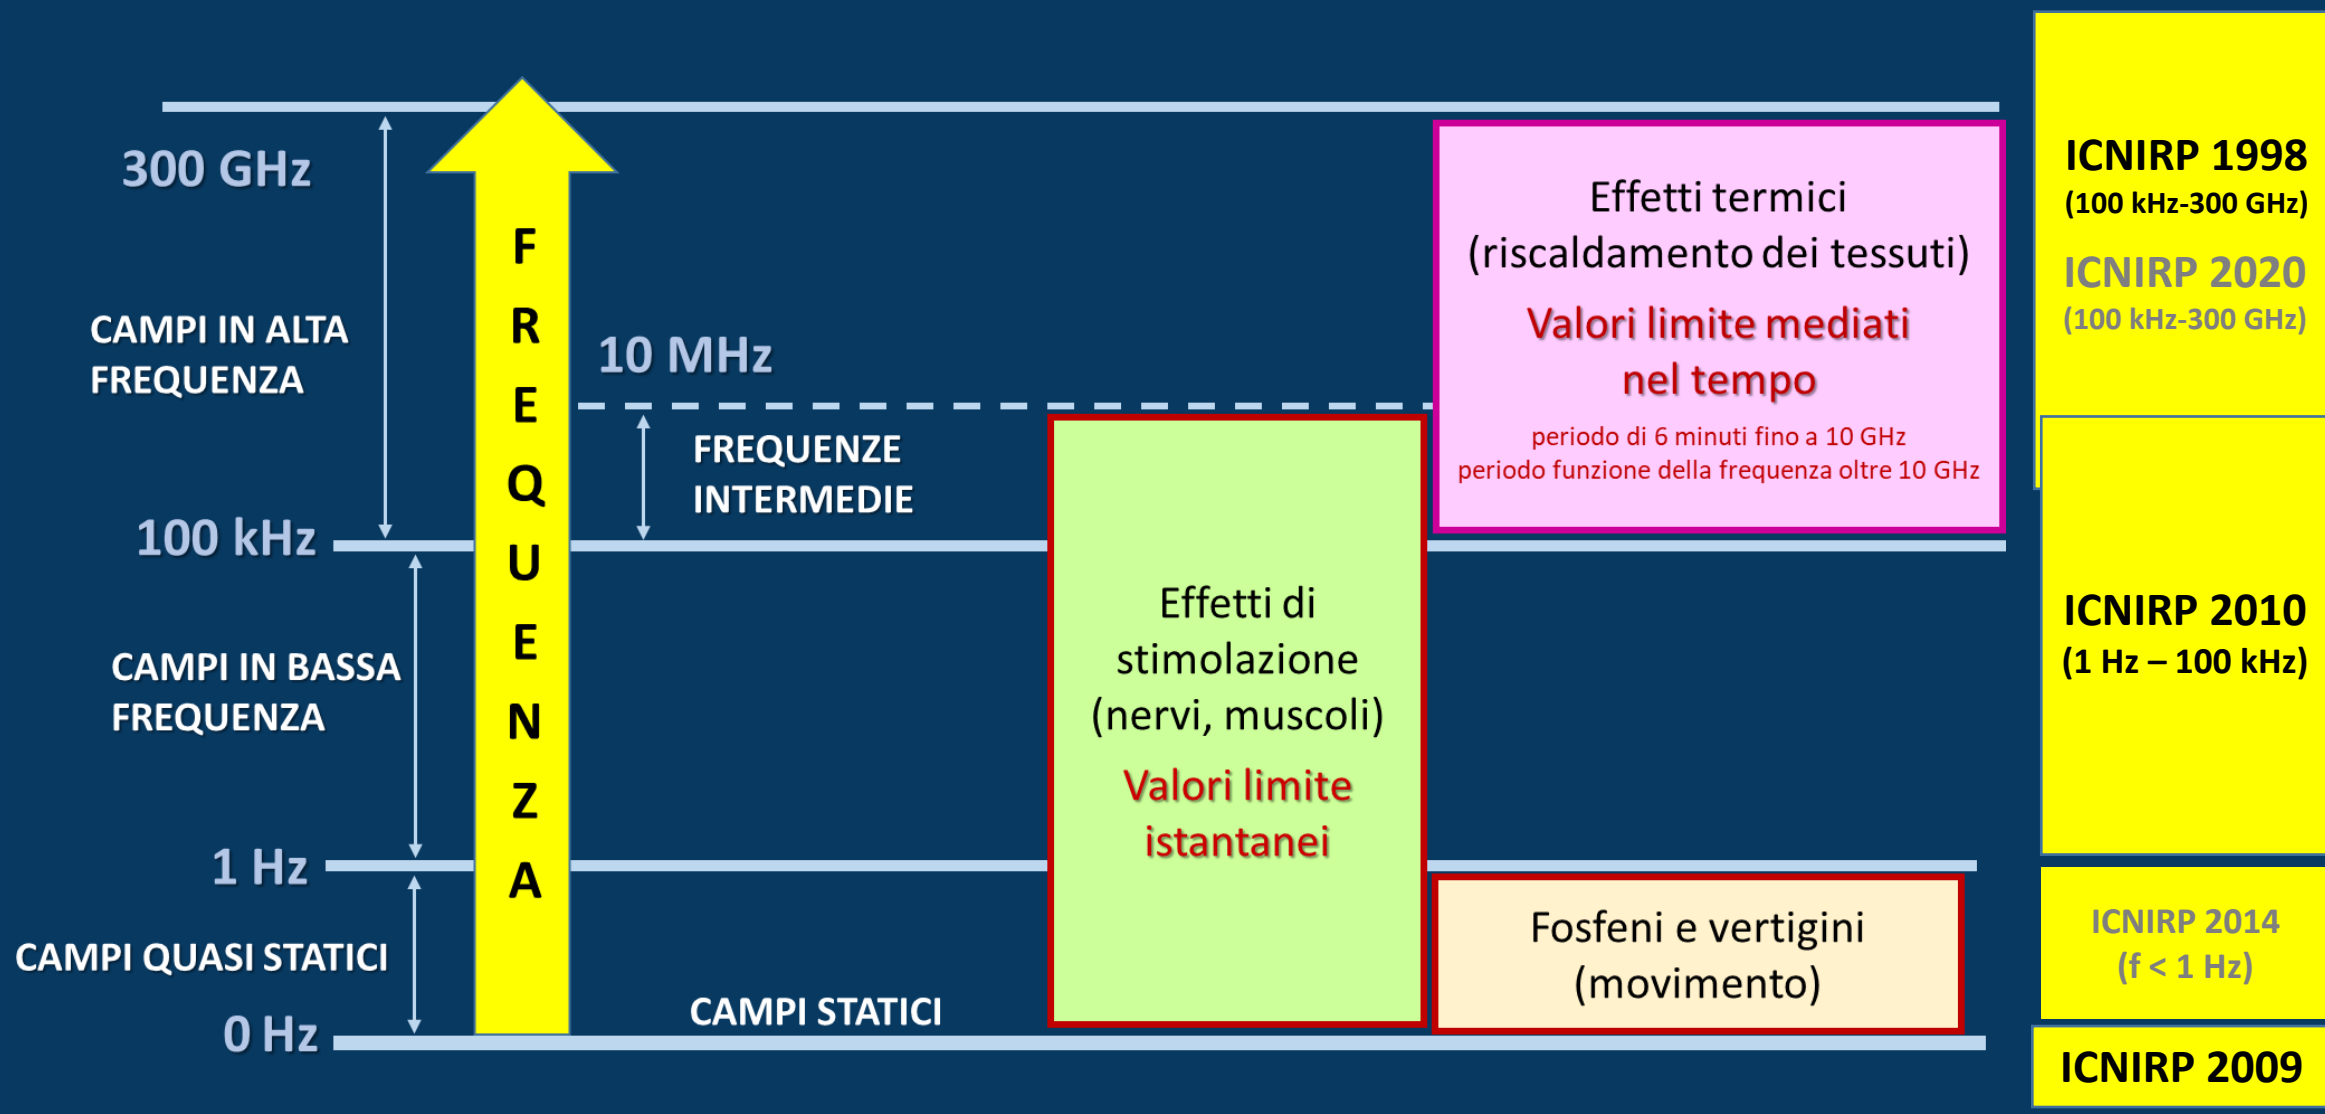 300 GHz
CAMPI IN ALTA
FREQUENZA
100 kHz
CAMPI IN BASSA
FREQUENZA
1 Hz
CAMPI QUASI STATICI
0 Hz
F
R
E
Q
U
E
N
Z
A
10 MHz
FREQUENZE
INTERMEDIE
CAMPI STATICI
Effetti di
stimolazione
(nervi, muscoli)
Valori limite
istantanei
Effetti termici
(riscaldamento dei tessuti)
Valori limite mediati
nel tempo
periodo di 6 minuti fino a 10 GHz
periodo funzione della frequenza oltre 10 GHz
Fosfeni e vertigini
(movimento)
ICNIRP 1998
(100 kHz-300 GHz)
ICNIRP 2020
(100 kHz-300 GHz)
ICNIRP 2010
(1 Hz – 100 kHz)
ICNIRP 2014
(f < 1 Hz)
ICNIRP 2009